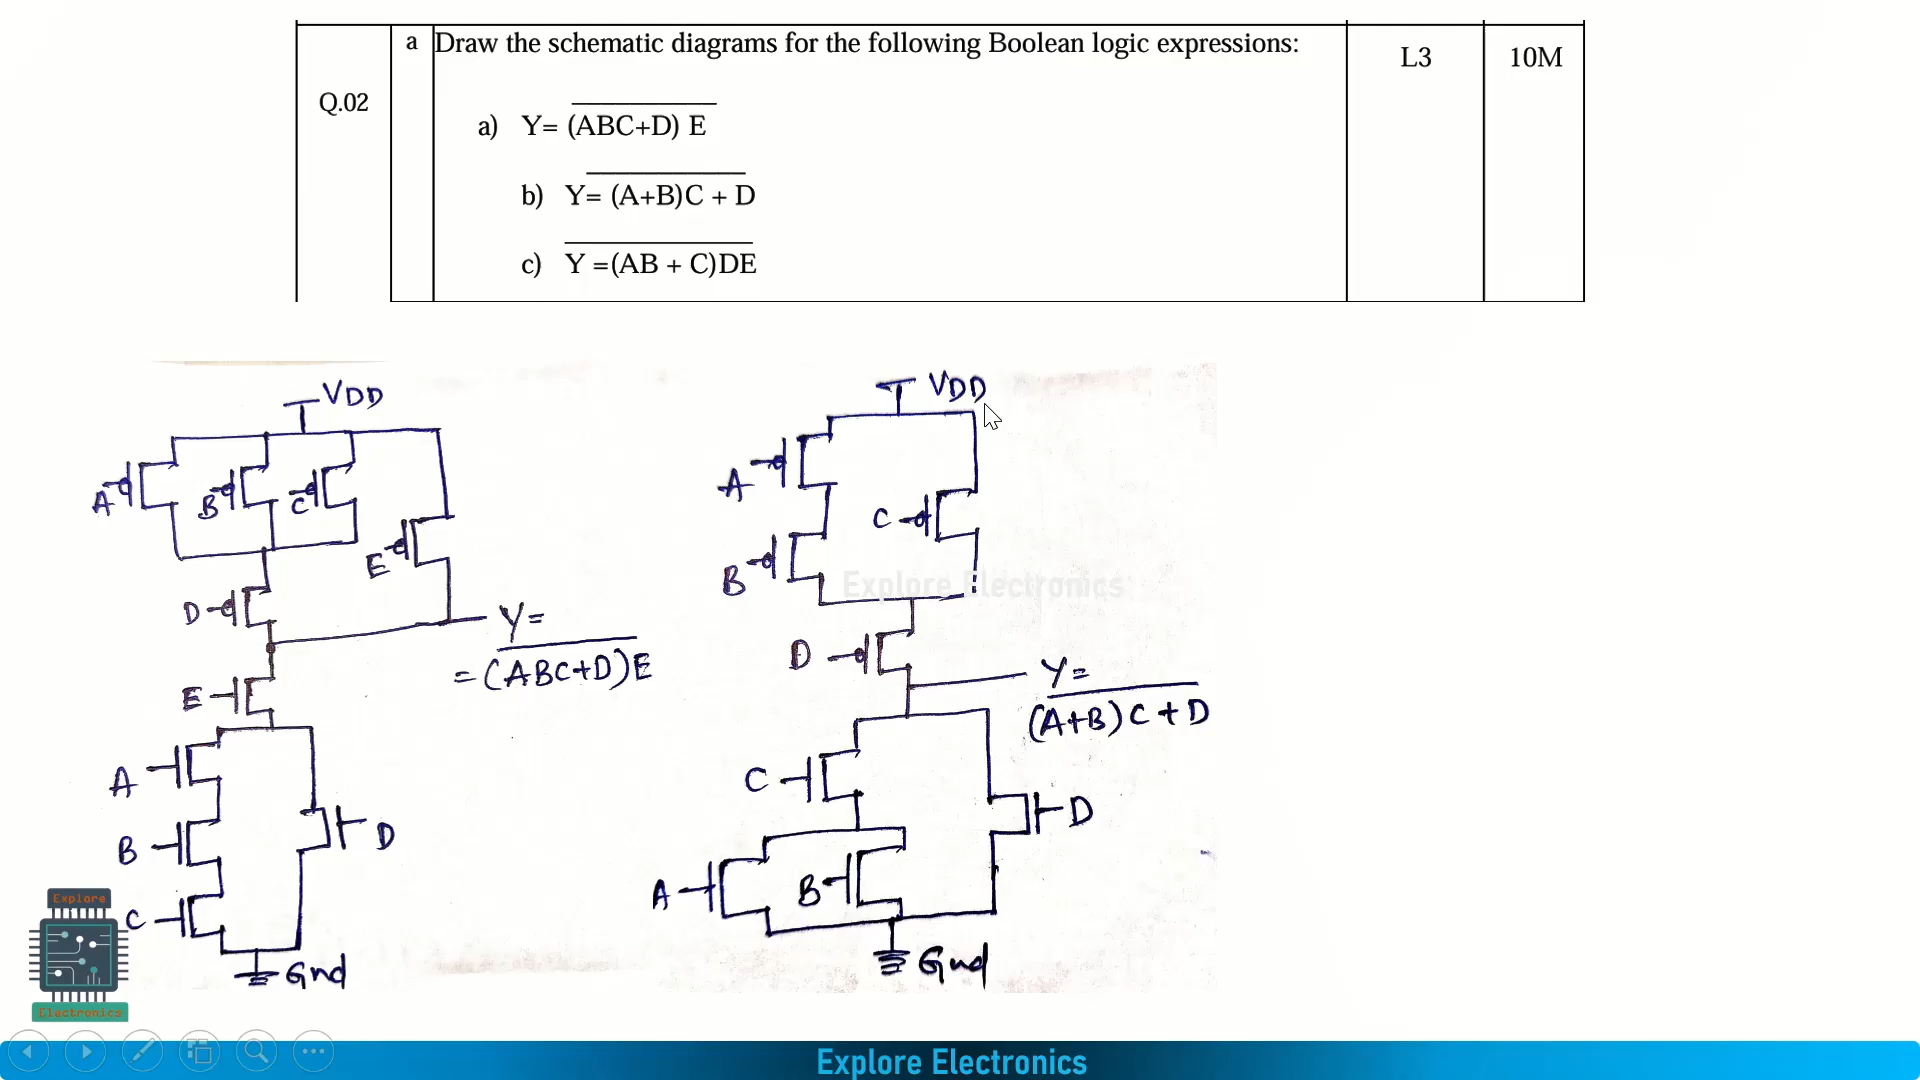 Q.02
a
Draw the schematic diagrams for the following Boolean logic expressions:
L3
10M
a) Y= (ABC+D) E
b) Y= (A+B)C + D
c) Y =(AB + C)DE
VDD
A
B
C
E
D
Y=
=(ABC+D)E
E
A
B
D
C
Gnd
VDD
A
C
B
Explore Electronics
D
Y=
(A+B)C+D
C
D
A
B
Gnd
Explore
Electronics
Explore Electronics